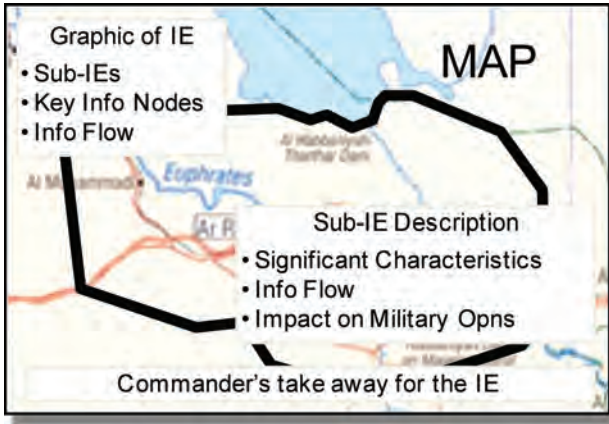 Graphic of IE
• Sub-IEs
• Key Info Nodes
• Info Flow
MAP
Al Habbaniyah
Tharthar Dam
Euphrates
Ar R
Sub-IE Description
• Significant Characteristics
• Info Flow
• Impact on Military Opns
Commander's take away for the IE